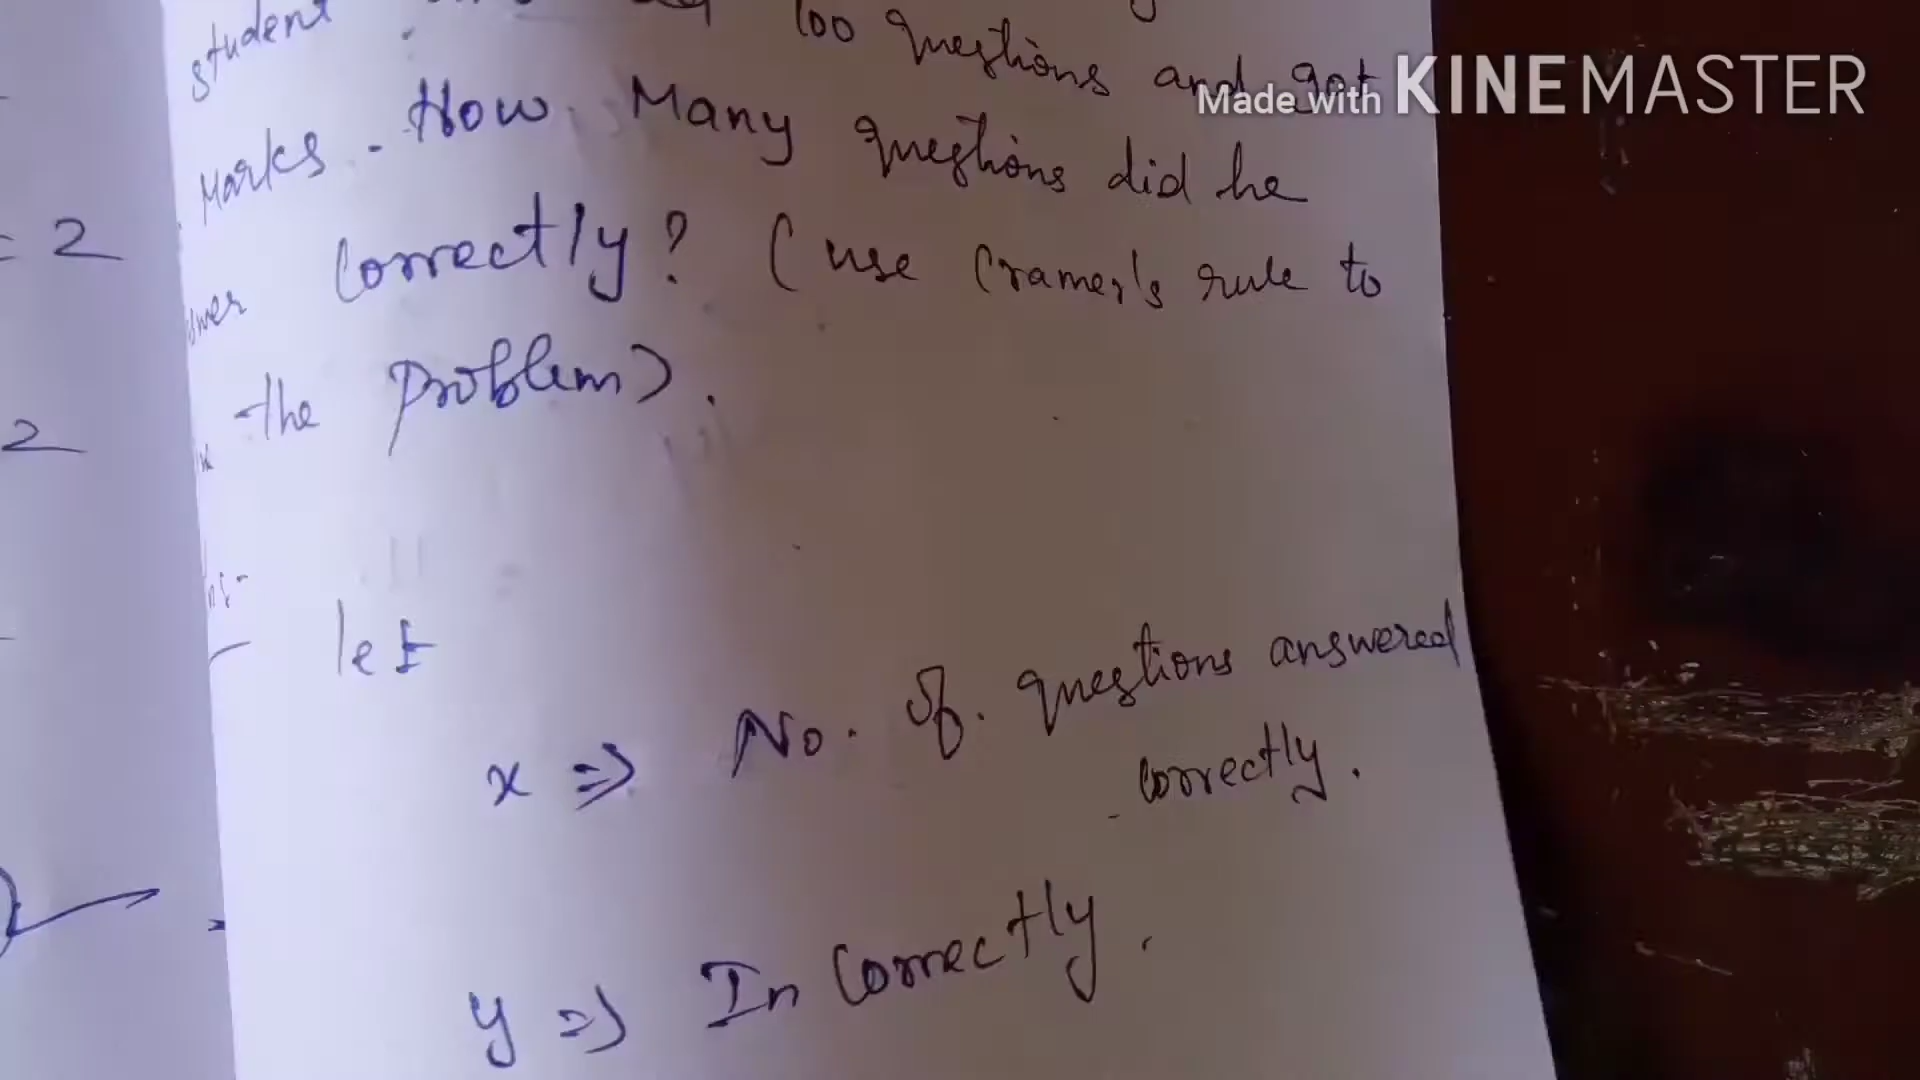 student 100 questions and got
Made with KINEMASTER
Marks. How Many questions did he
= 2
correctly? (use Cramer's rule to
2
the problem).
let
x => No. of. questions answered
correctly.
y => In correctly.